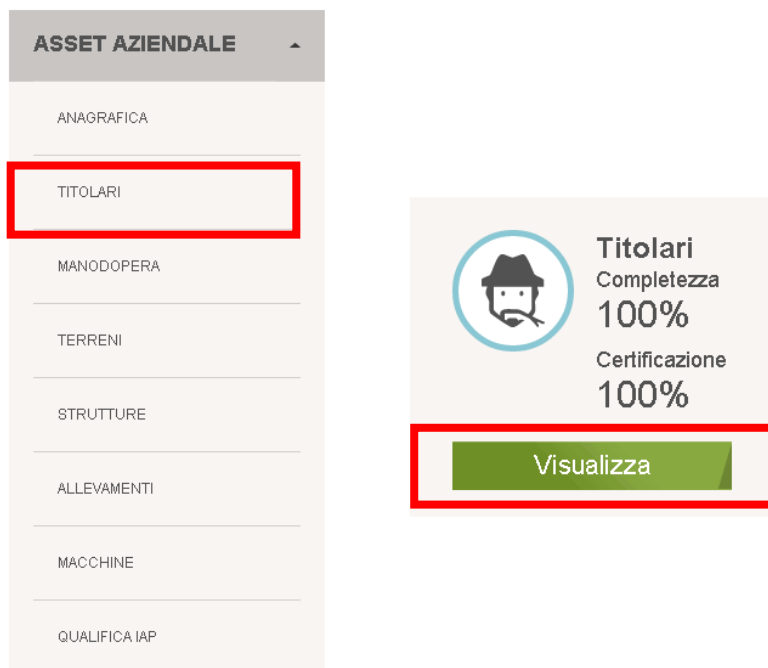 ASSET AZIENDALE
ANAGRAFICA
TITOLARI
MANODOPERA
TERRENI
STRUTTURE
ALLEVAMENTI
MACCHINE
QUALIFICA IAP
Titolari
Completezza
100%
Certificazione
100%
Visualizza